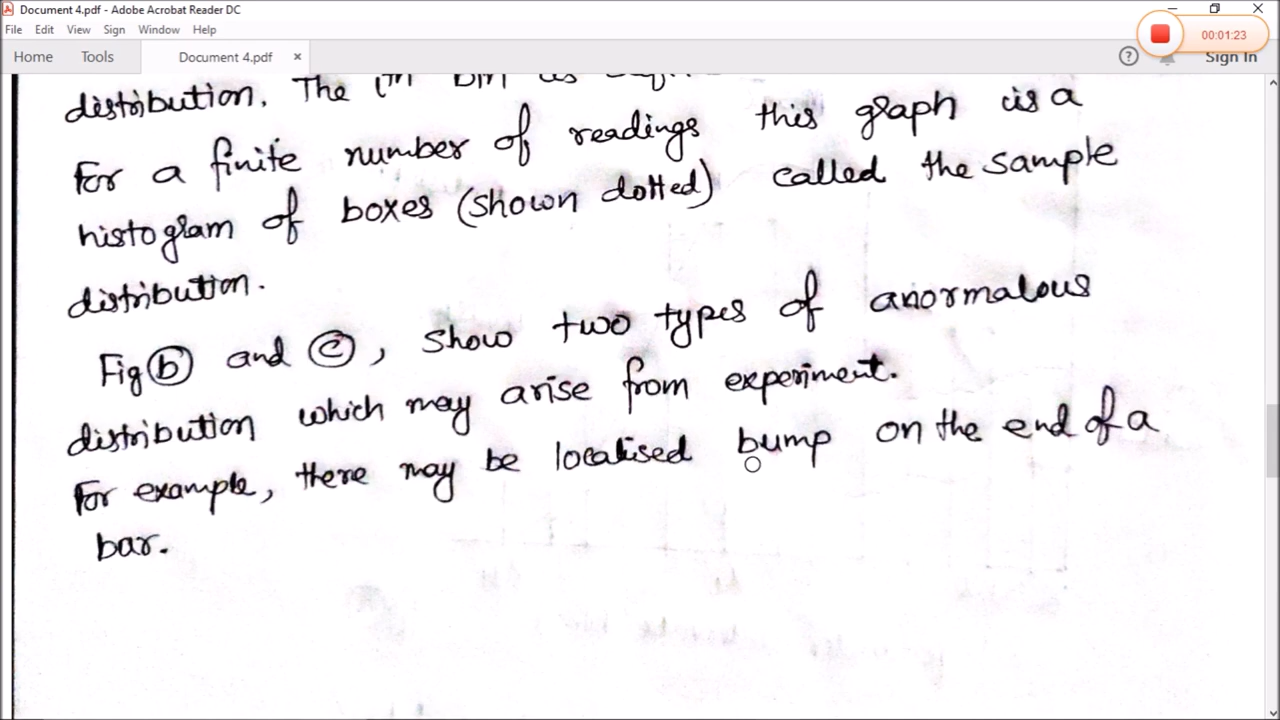 Document 4.pdf - Adobe Acrobat Reader DC
File Edit View Sign Window Help
00:01:23
Home Tools Document 4.pdf × Sign In
distribution. The ith
For a finite number of readings this graph is a
histogram of boxes (shown dotted) called the sample
distribution.
Fig (b) and (c), show two types of anormalous
distribution which may arise from experiment.
For example, there may be localised bump on the end of a
bar.